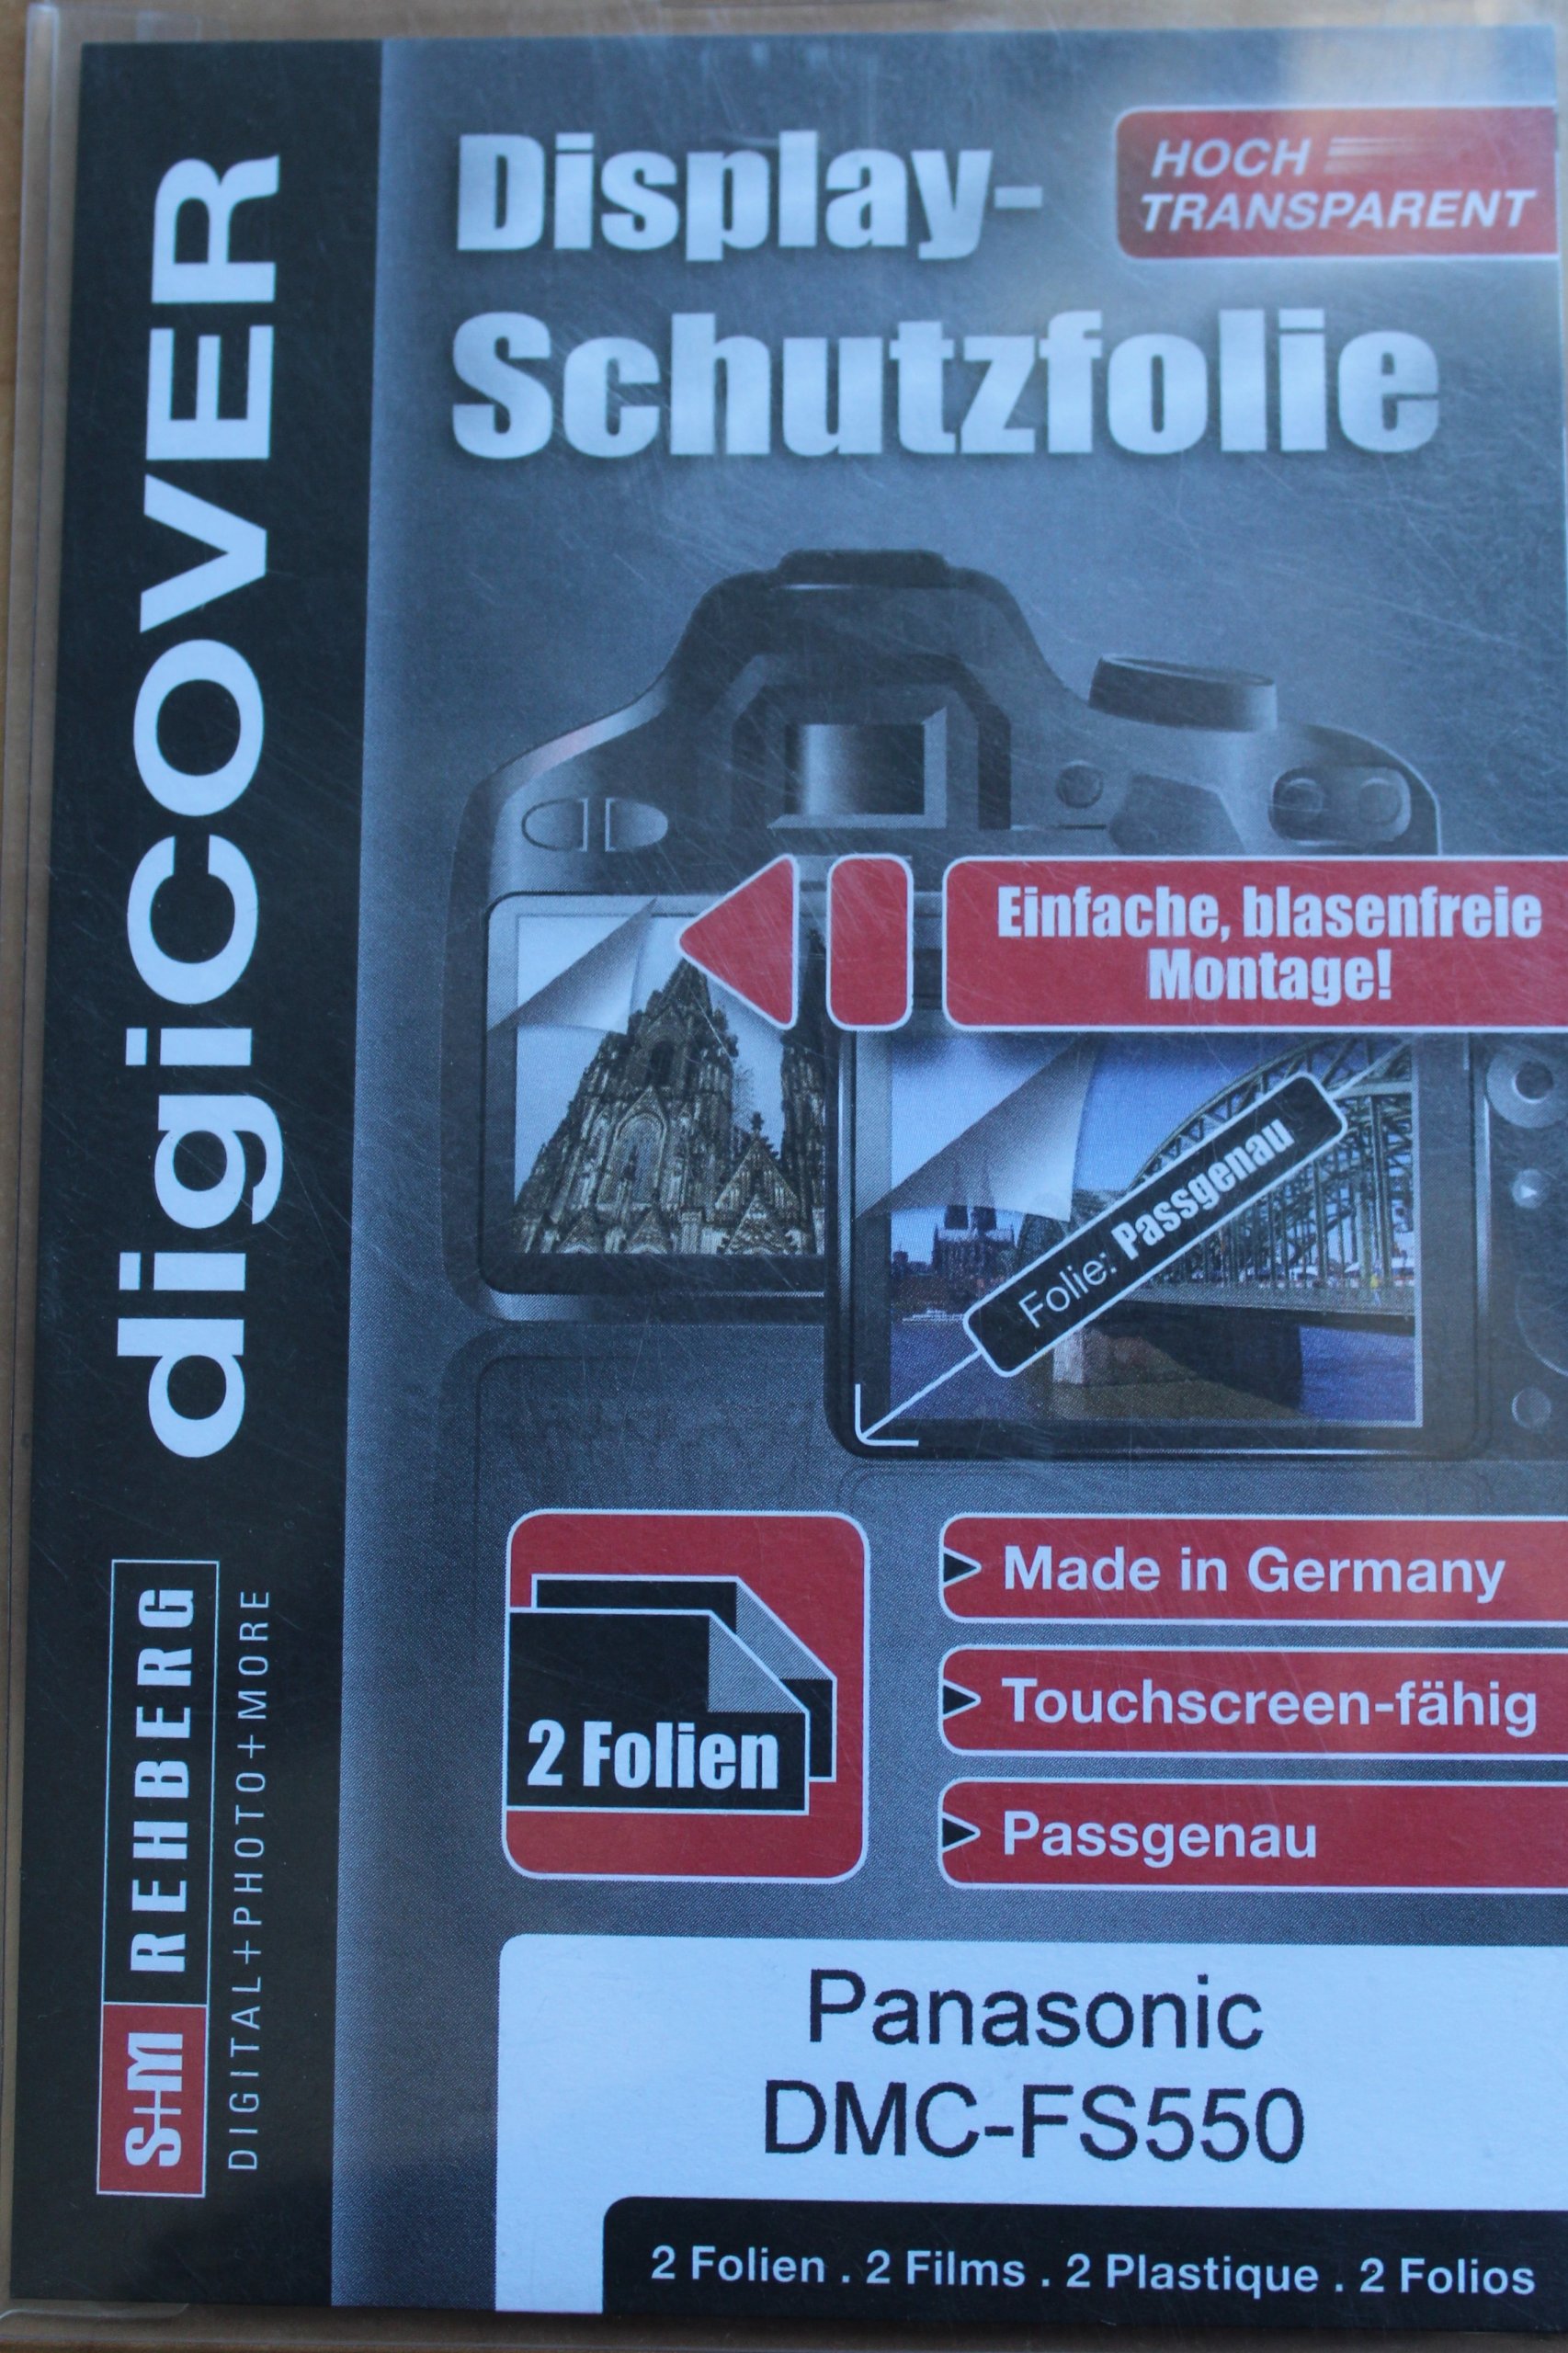 digiCOVER
S+M REHBERG
DIGITAL+PHOTO+MORE
Display-
Schutzfolie
HOCH
TRANSPARENT
Einfache, blasenfreie
Montage!
Folie: Passgenau
2 Folien
Made in Germany
Touchscreen-fähig
Passgenau
Panasonic
DMC-FS550
2 Folien . 2 Films . 2 Plastique . 2 Folios